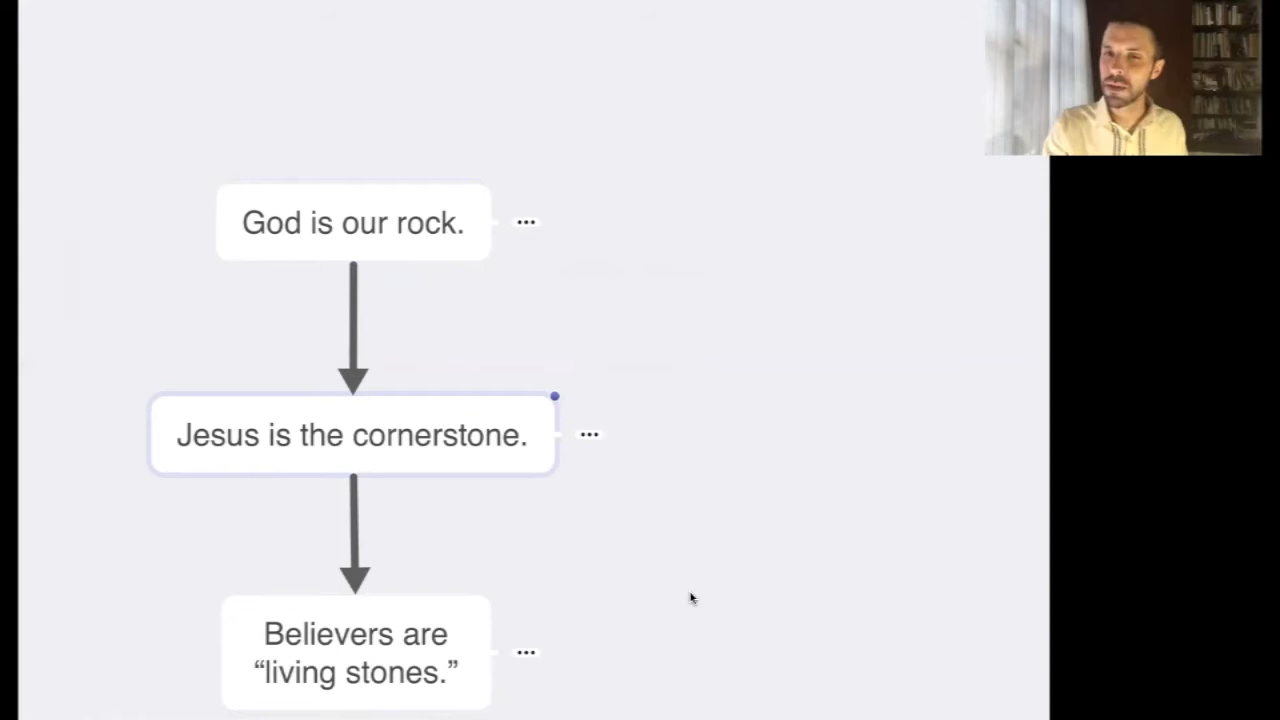 God is our rock.
Jesus is the cornerstone.
Believers are
“living stones.”